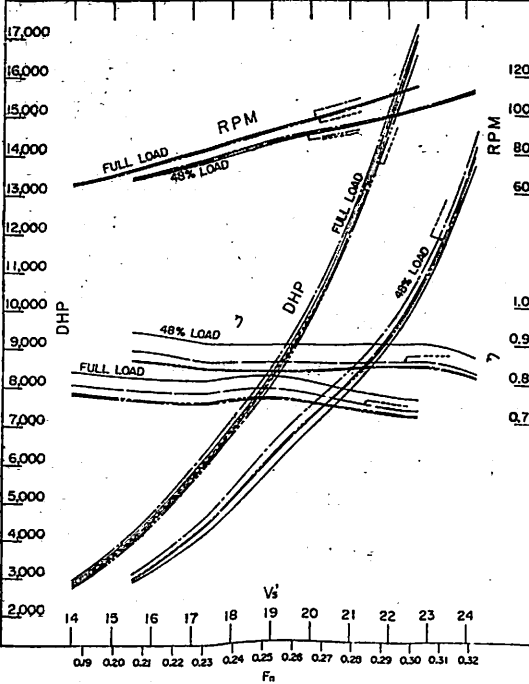 17,000
16,000
15,000
14,000
13,000
12,000
11,000
10,000
9,000
8,000
7,000
6,000
5,000
4,000
3,000
2,000
DHP
120
100
80
60
RPM
1.0
0.9
0.8
0.7
η
RPM
FULL LOAD
48% LOAD
FULL LOAD
DHP
48% LOAD
48% LOAD
η
FULL LOAD
Vs'
14 15 16 17 18 19 20 21 22 23 24
0.19 0.20 0.21 0.22 0.23 0.24 0.25 0.26 0.27 0.28 0.29 0.30 0.31 0.32
Fn